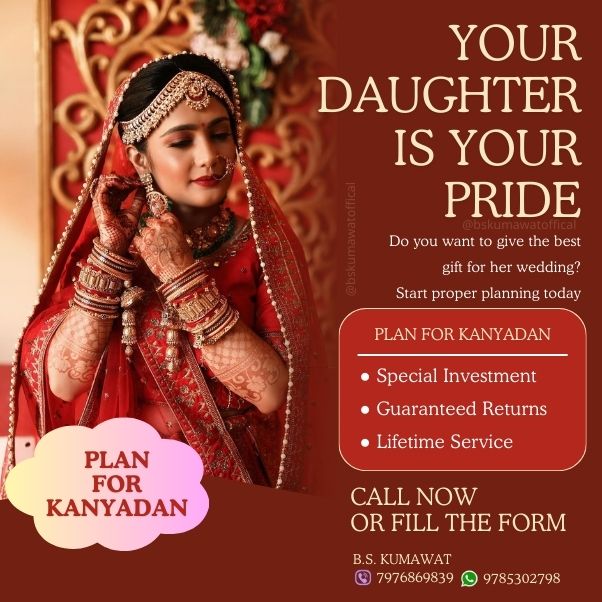 YOUR
DAUGHTER
IS YOUR
PRIDE
@bskumawatoffical
@bskumawatoffical
@bskumawatoffical
Do you want to give the best
gift for her wedding?
Start proper planning today
PLAN FOR KANYADAN
● Special Investment
● Guaranteed Returns
● Lifetime Service
PLAN
FOR
KANYADAN
CALL NOW
OR FILL THE FORM
B.S. KUMAWAT
7976869839 9785302798